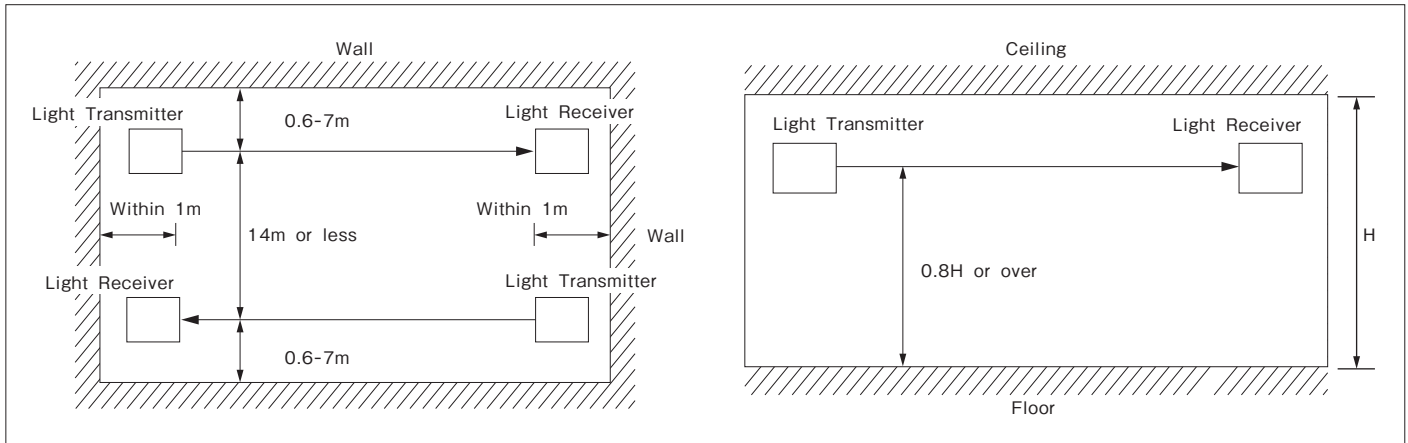 Wall
Light Transmitter
0.6-7m
Light Receiver
Within 1m
14m or less
Within 1m
Wall
Light Receiver
Light Transmitter
0.6-7m
Ceiling
Light Transmitter
Light Receiver
0.8H or over
H
Floor